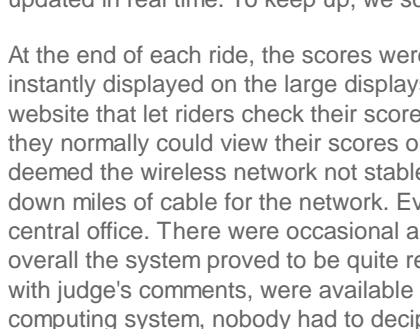 updated in real time. To keep up, we s
At the end of each ride, the scores were
instantly displayed on the large displays
website that let riders check their score
they normally could view their scores o
deemed the wireless network not stable
down miles of cable for the network. Ev
central office. There were occasional a
overall the system proved to be quite re
with judge's comments, were available
computing system, nobody had to decip